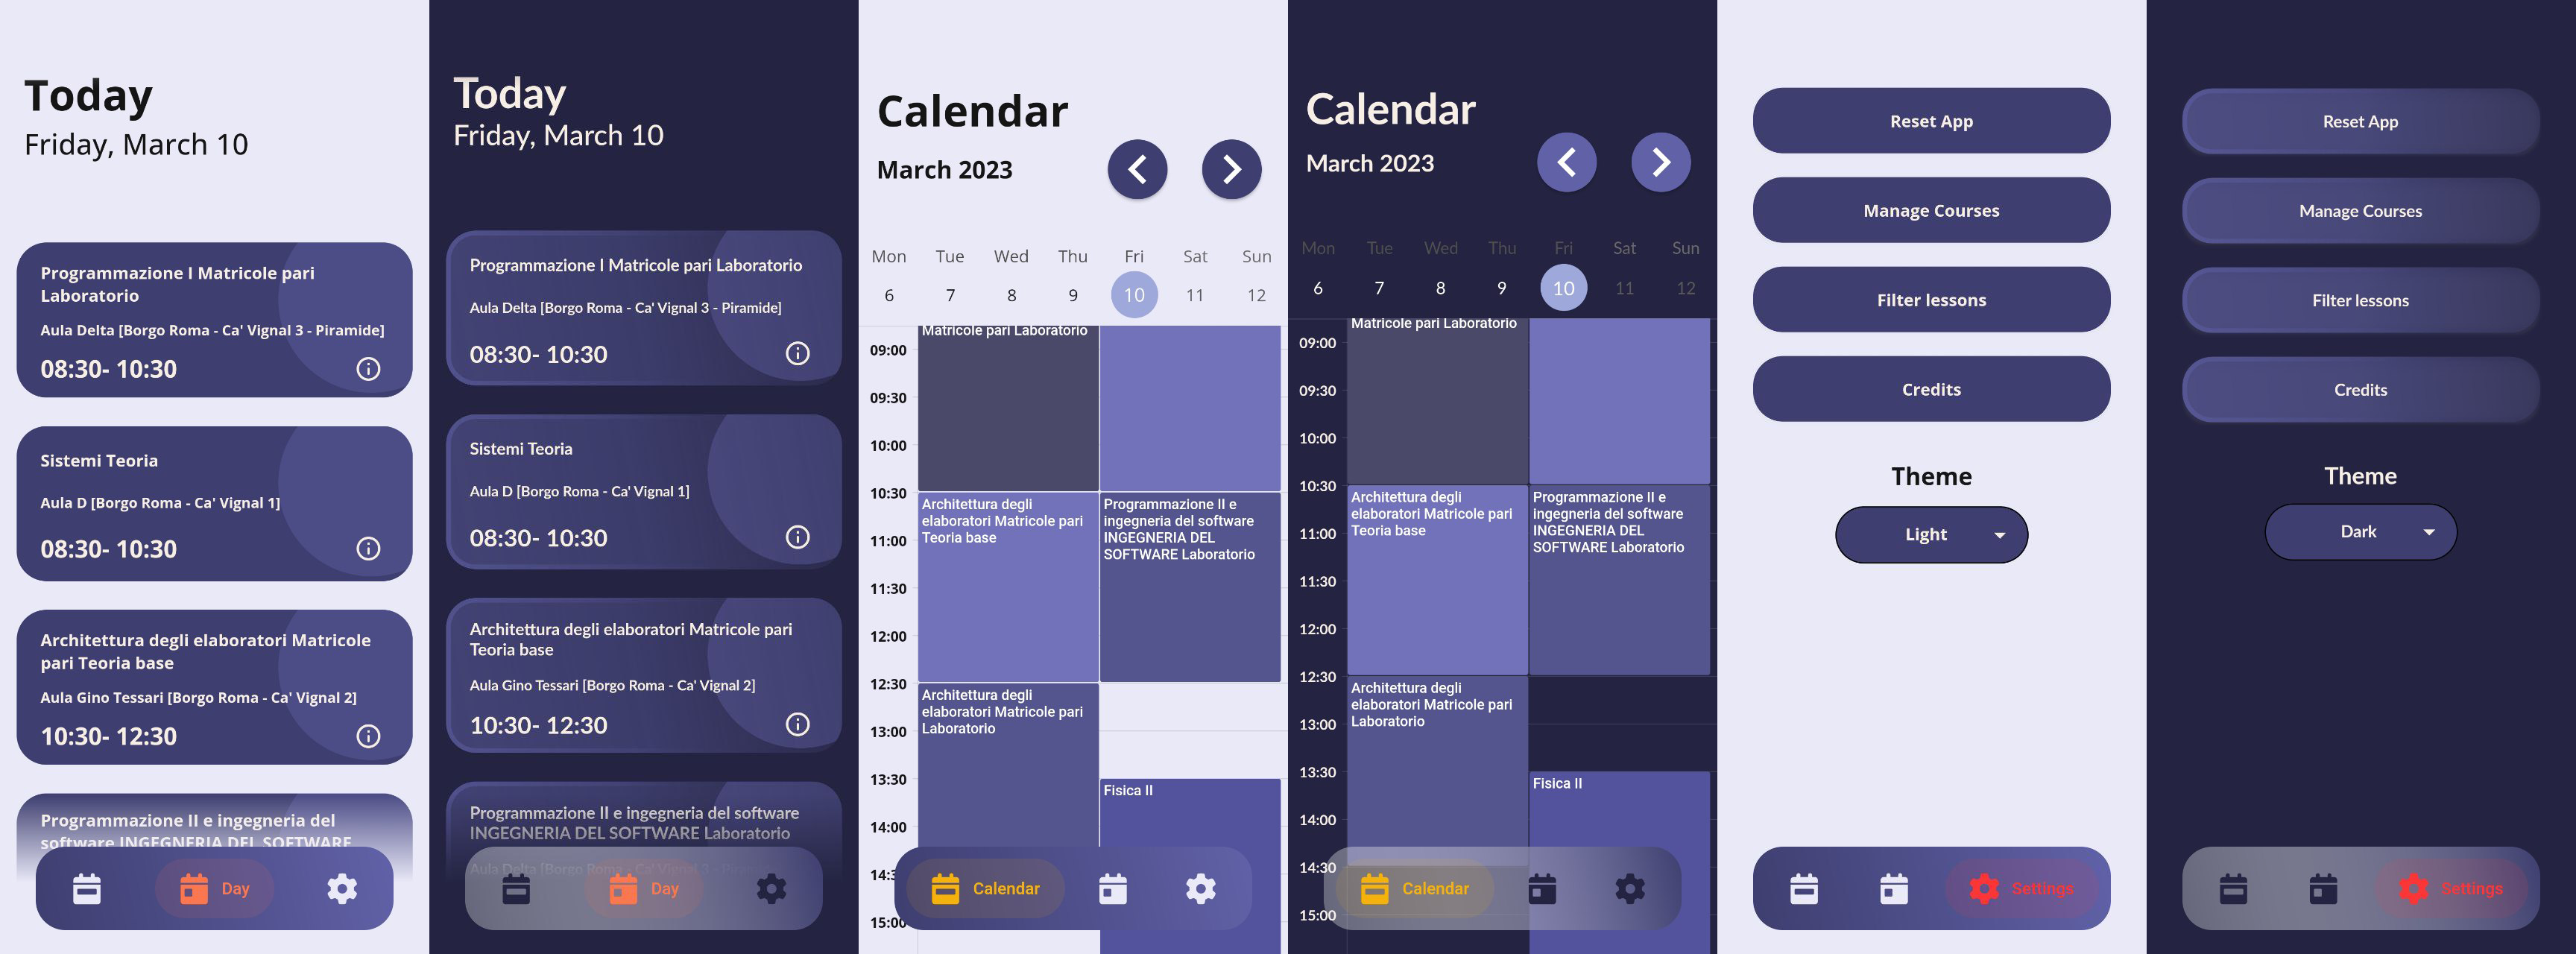 Today
Friday, March 10
Programmazione I Matricole pari
Laboratorio
Aula Delta [Borgo Roma - Ca' Vignal 3 - Piramide]
08:30- 10:30
Sistemi Teoria
Aula D [Borgo Roma - Ca' Vignal 1]
08:30- 10:30
Architettura degli elaboratori Matricole
pari Teoria base
Aula Gino Tessari [Borgo Roma - Ca' Vignal 2]
10:30- 12:30
Programmazione II e ingegneria del
software INGEGNERIA DEL SOFTWARE
Day
Today
Friday, March 10
Programmazione I Matricole pari Laboratorio
Aula Delta [Borgo Roma - Ca' Vignal 3 - Piramide]
08:30- 10:30
Sistemi Teoria
Aula D [Borgo Roma - Ca' Vignal 1]
08:30- 10:30
Architettura degli elaboratori Matricole pari
Teoria base
Aula Gino Tessari [Borgo Roma - Ca' Vignal 2]
10:30- 12:30
Programmazione II e ingegneria del software
INGEGNERIA DEL SOFTWARE Laboratorio
Aula Delta [Borgo Roma - Ca' Vignal 3 -
Day
Calendar
March 2023
Mon Tue Wed Thu Fri Sat Sun
6 7 8 9 10 11 12
Matricole pari Laboratorio
09:00
09:30
10:00
10:30
Architettura degli
elaboratori Matricole pari
Teoria base
Programmazione II e
ingegneria del software
INGEGNERIA DEL
SOFTWARE Laboratorio
11:00
11:30
12:00
12:30
Architettura degli
elaboratori Matricole pari
Laboratorio
13:00
13:30
Fisica II
14:00
14:3
15:00
Calendar
Calendar
March 2023
Mon Tue Wed Thu Fri Sat Sun
6 7 8 9 10 11 12
Matricole pari Laboratorio
09:00
09:30
10:00
10:30
Architettura degli
elaboratori Matricole pari
Teoria base
Programmazione II e
ingegneria del software
INGEGNERIA DEL
SOFTWARE Laboratorio
11:00
11:30
12:00
12:30
Architettura degli
elaboratori Matricole pari
Laboratorio
13:00
13:30
Fisica II
14:00
14:30
15:00
Calendar
Reset App
Manage Courses
Filter lessons
Credits
Theme
Light
Settings
Reset App
Manage Courses
Filter lessons
Credits
Theme
Dark
Settings